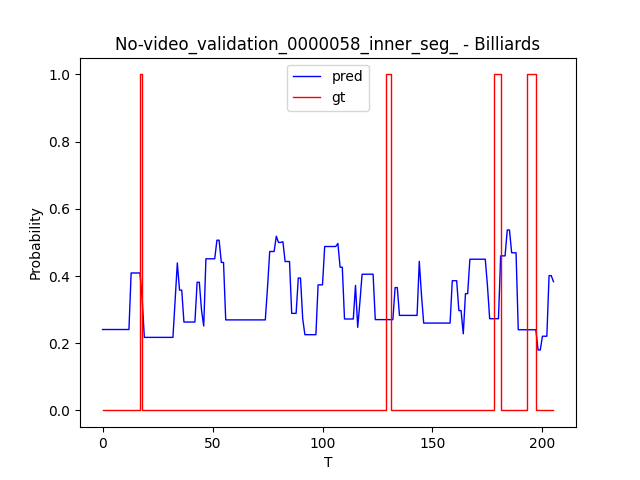 No-video_validation_0000058_inner_seg_ - Billiards
pred
gt
1.0
0.8
0.6
0.4
0.2
0.0
Probability
0
50
100
150
200
T